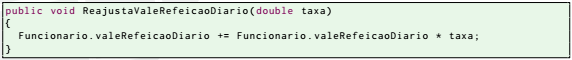 public void ReajustaValeRefeicaoDiario(double taxa)
{
  Funcionario.valeRefeicaoDiario += Funcionario.valeRefeicaoDiario * taxa;
}